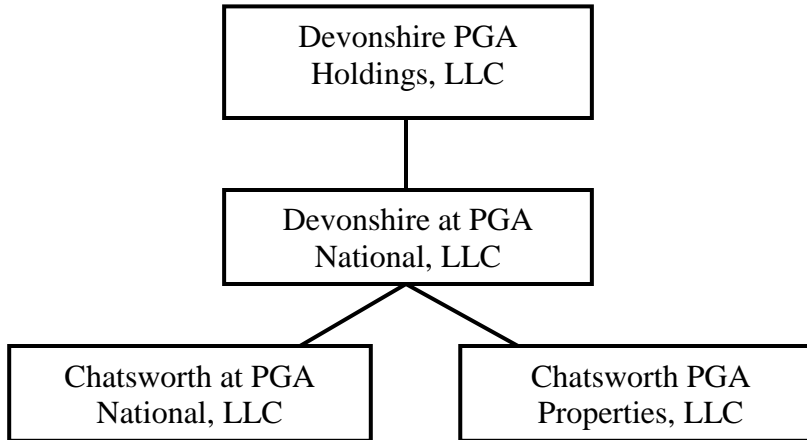 Devonshire PGA
Holdings, LLC
Devonshire at PGA
National, LLC
Chatsworth at PGA
National, LLC
Chatsworth PGA
Properties, LLC